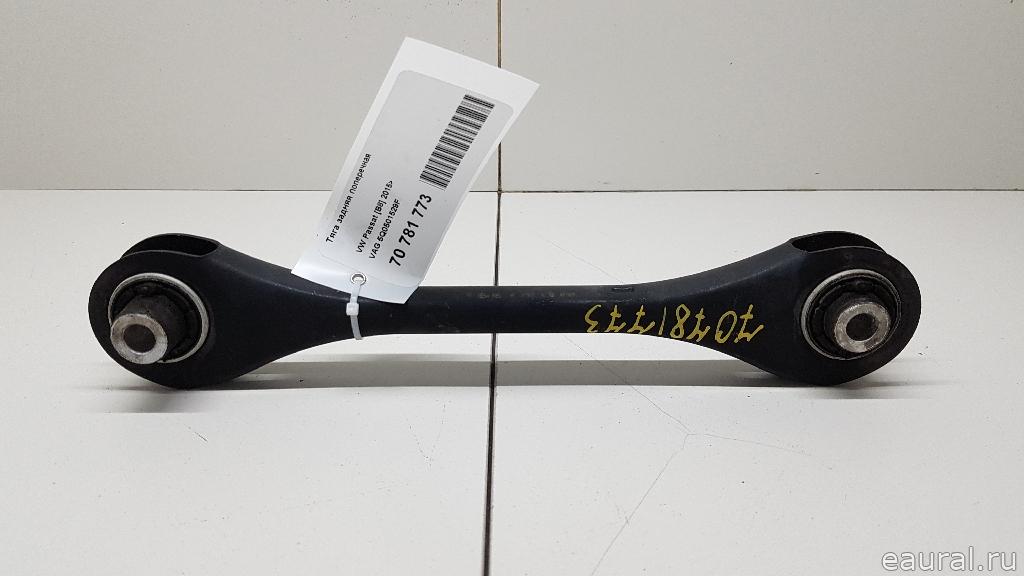 Тяга задняя поперечная
VW Passat [B8] 2015>
VAG 5Q0501529F
70 781 773
70781773
eaural.ru